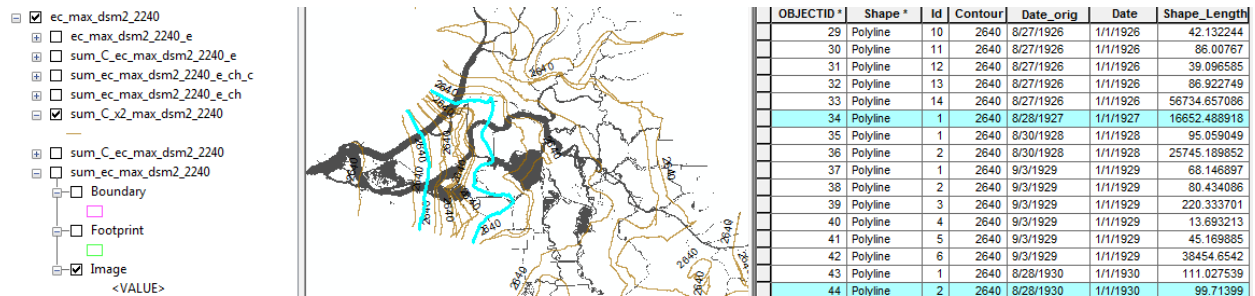 ec_max_dsm2_2240
ec_max_dsm2_2240_e
sum_C_ec_max_dsm2_2240_e
sum_ec_max_dsm2_2240_e_ch_c
sum_ec_max_dsm2_2240_e_ch
sum_C_x2_max_dsm2_2240
sum_C_ec_max_dsm2_2240
sum_ec_max_dsm2_2240
Boundary
Footprint
Image
<VALUE>
2640
2640
2640
2640
2640
2640
2640
2640
2640
2640
2640
2640
OBJECTID * Shape * Id Contour Date_orig Date Shape_Length
29 Polyline 10 2640 8/27/1926 1/1/1926 42.132244
30 Polyline 11 2640 8/27/1926 1/1/1926 86.00767
31 Polyline 12 2640 8/27/1926 1/1/1926 39.096585
32 Polyline 13 2640 8/27/1926 1/1/1926 86.922749
33 Polyline 14 2640 8/27/1926 1/1/1926 56734.657086
34 Polyline 1 2640 8/28/1927 1/1/1927 16652.488918
35 Polyline 1 2640 8/30/1928 1/1/1928 95.059049
36 Polyline 2 2640 8/30/1928 1/1/1928 25745.189852
37 Polyline 1 2640 9/3/1929 1/1/1929 68.146897
38 Polyline 2 2640 9/3/1929 1/1/1929 80.434086
39 Polyline 3 2640 9/3/1929 1/1/1929 220.333701
40 Polyline 4 2640 9/3/1929 1/1/1929 13.693213
41 Polyline 5 2640 9/3/1929 1/1/1929 45.169885
42 Polyline 6 2640 9/3/1929 1/1/1929 38454.6542
43 Polyline 1 2640 8/28/1930 1/1/1930 111.027539
44 Polyline 2 2640 8/28/1930 1/1/1930 99.71399